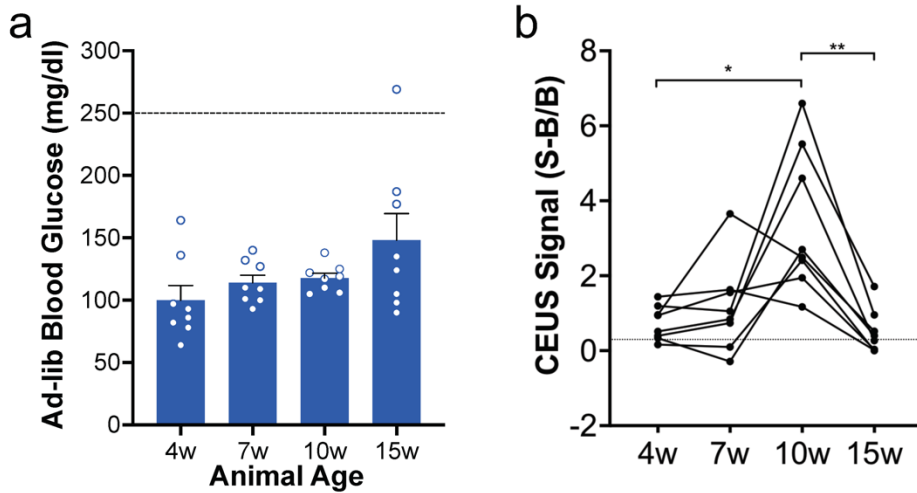 a
Ad-lib Blood Glucose (mg/dl)
300
250
200
150
100
50
0
4w 7w 10w 15w
Animal Age
b
CEUS Signal (S-B/B)
8
6
4
2
0
-2
* **
4w 7w 10w 15w